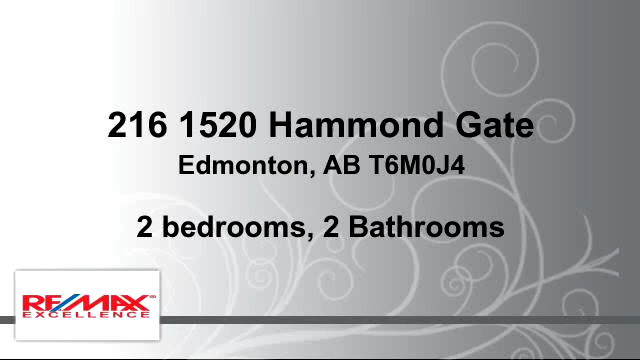 216 1520 Hammond Gate
Edmonton, AB T6M0J4
2 bedrooms, 2 Bathrooms
RE/MAX
EXCELLENCE